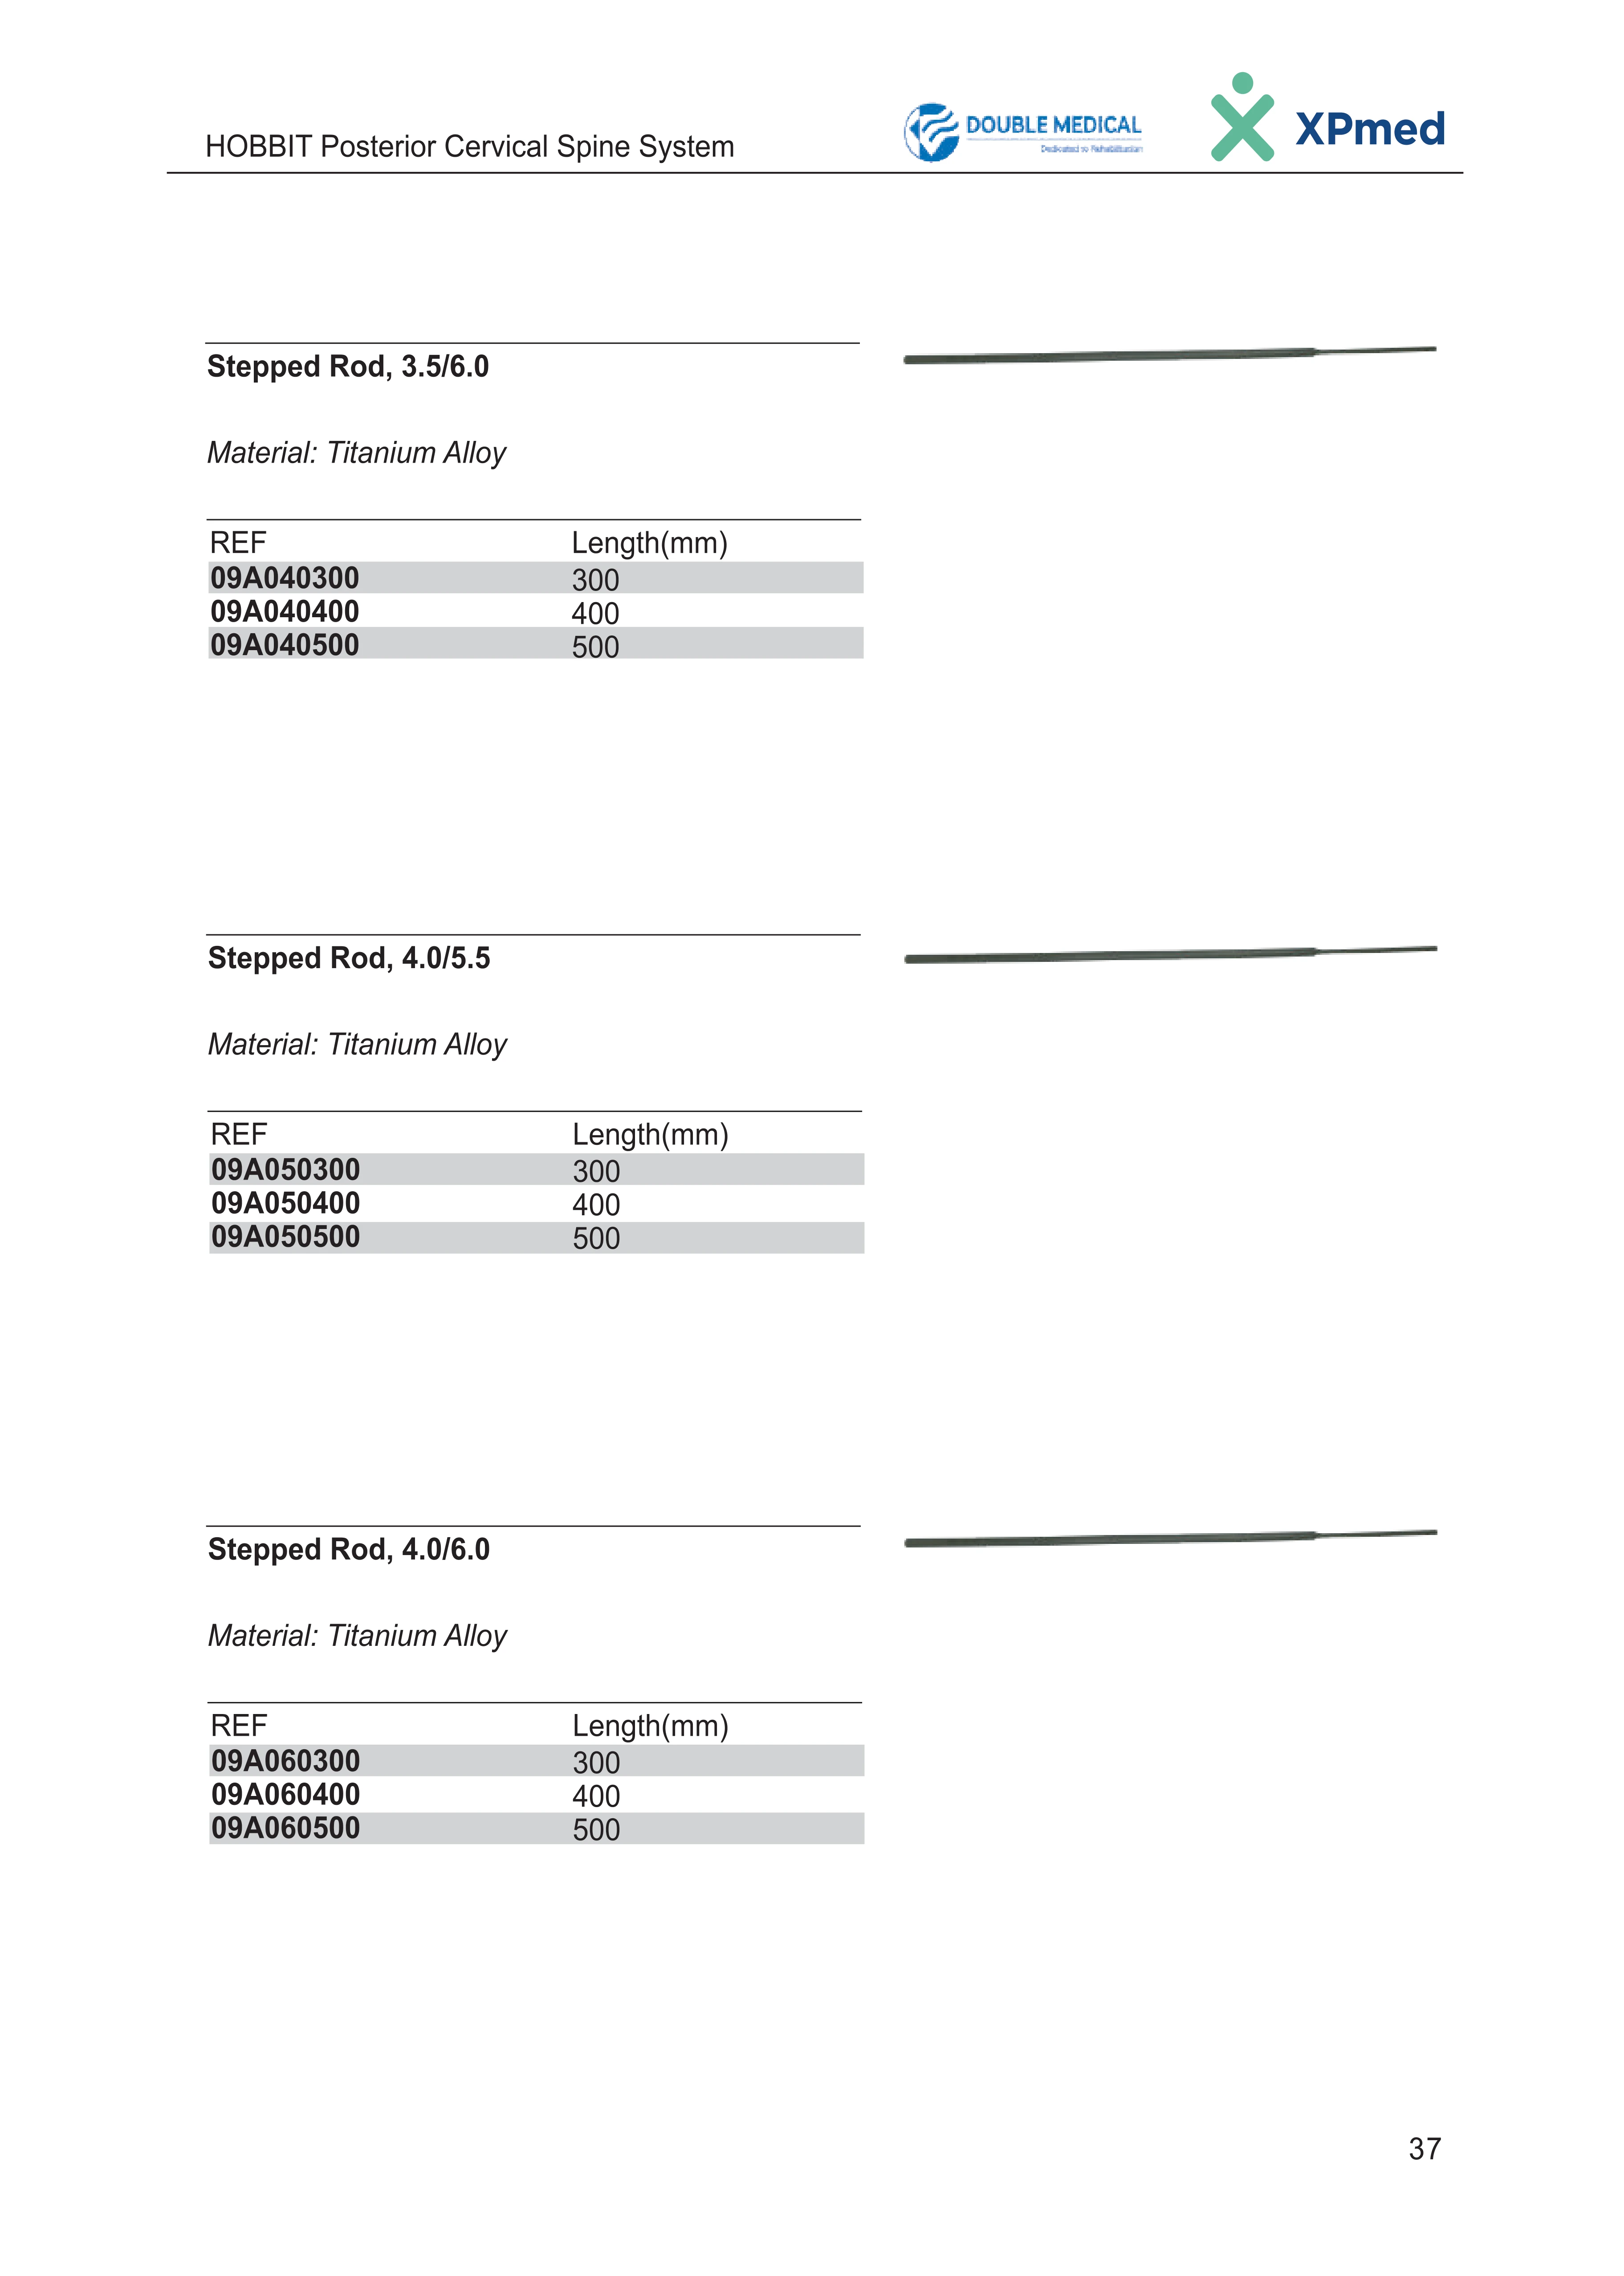 HOBBIT Posterior Cervical Spine System
DOUBLE MEDICAL
Dedicated to Rehabilitation
XPmed
Stepped Rod, 3.5/6.0
Material: Titanium Alloy
REF Length(mm)
09A040300 300
09A040400 400
09A040500 500
Stepped Rod, 4.0/5.5
Material: Titanium Alloy
REF Length(mm)
09A050300 300
09A050400 400
09A050500 500
Stepped Rod, 4.0/6.0
Material: Titanium Alloy
REF Length(mm)
09A060300 300
09A060400 400
09A060500 500
37